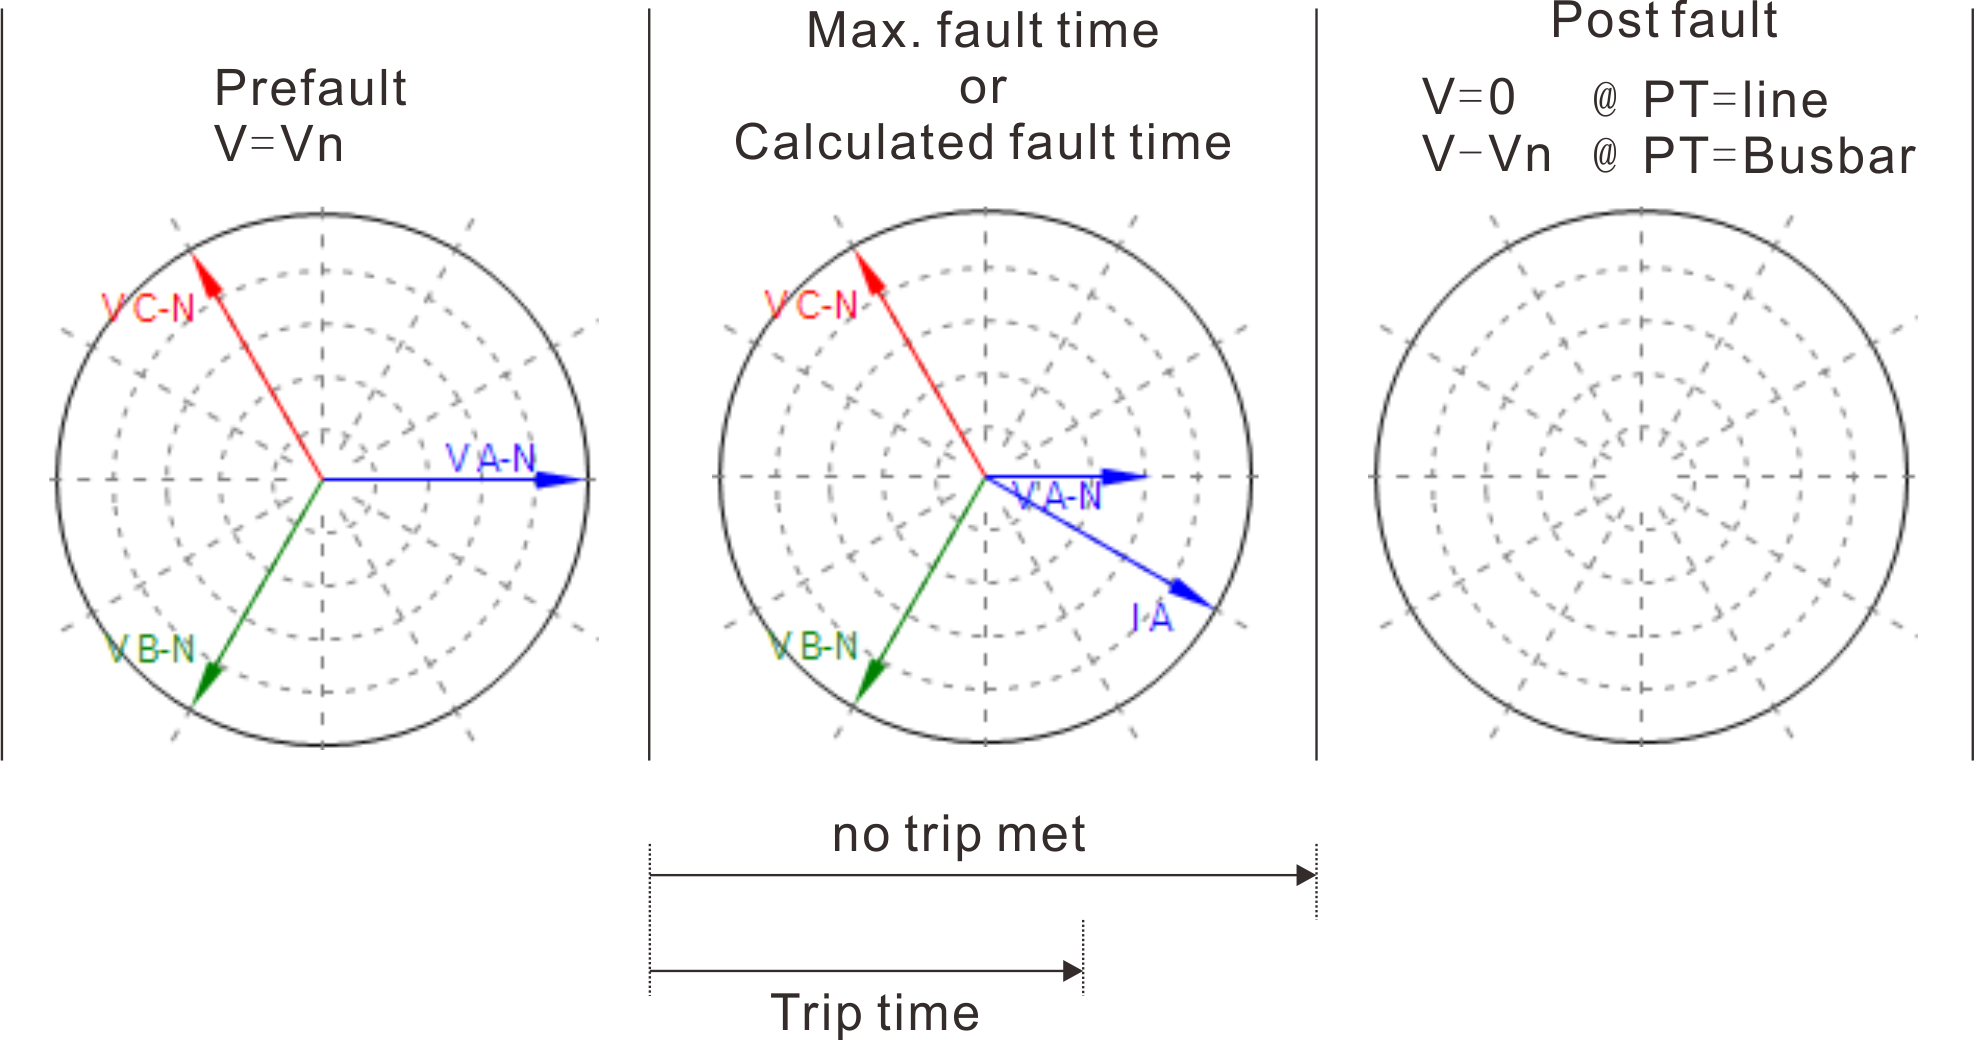 Prefault
V=Vn
V C-N
V A-N
V B-N
Max. fault time
or
Calculated fault time
V C-N
V'A-N
I A
V B-N
Post fault
V=0 @ PT=line
V−Vn @ PT=Busbar
no trip met
Trip time